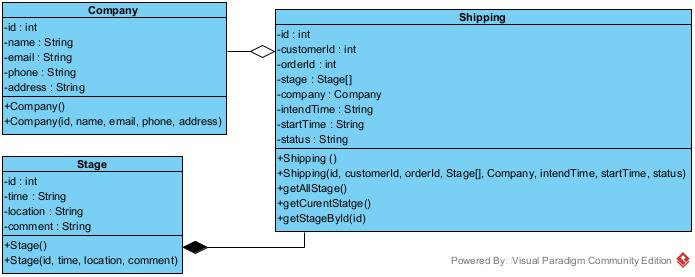 Company
-id : int
-name : String
-email : String
-phone : String
-address : String
+Company()
+Company(id, name, email, phone, address)
Shipping
-id : int
-customerId : int
-orderId : int
-stage : Stage[]
-company : Company
-intendTime : String
-startTime : String
-status : String
+Shipping ()
+Shipping(id, customerId, orderId, Stage[], Company, intendTime, startTime, status)
+getAllStage()
+getCurentStatge()
+getStageById(id)
Stage
-id : int
-time : String
-location : String
-comment : String
+Stage()
+Stage(id, time, location, comment)
Powered By Visual Paradigm Community Edition